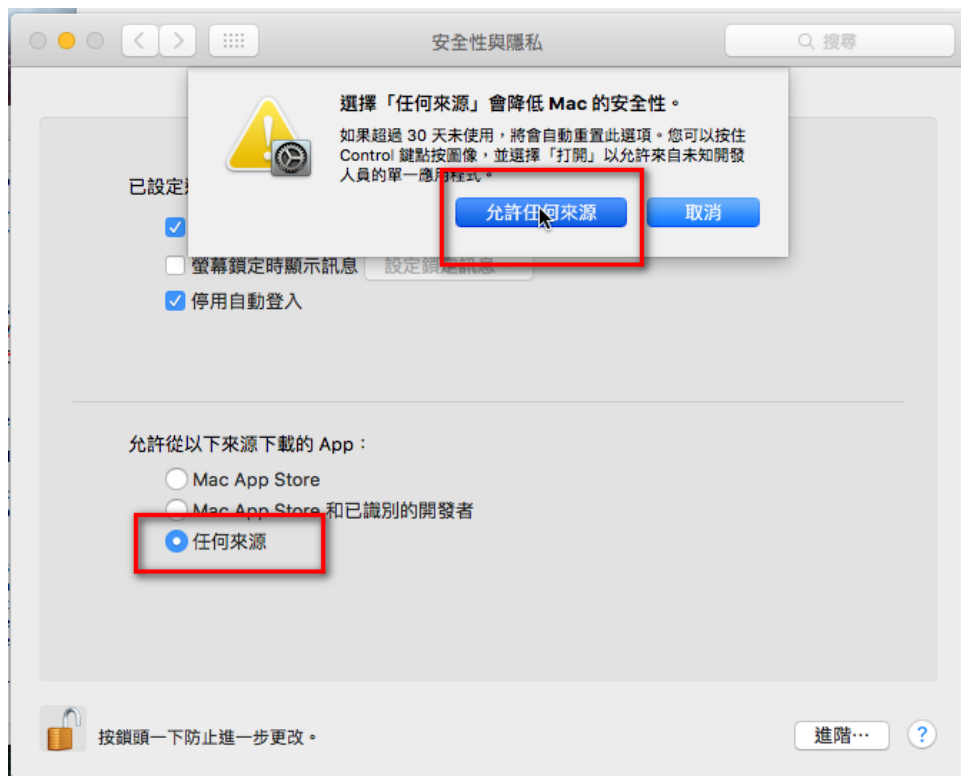 安全性與隱私
搜尋
選擇「任何來源」會降低 Mac 的安全性。
如果超過 30 天未使用，將會自動重置此選項。您可以按住
Control 鍵點按圖像，並選擇「打開」以允許來自未知開發
人員的單一應用程式。
允許任何來源
取消
已設定
螢幕鎖定時顯示訊息
設定鎖定訊息
停用自動登入
允許從以下來源下載的 App：
Mac App Store
Mac App Store 和已識別的開發者
任何來源
按鎖頭一下防止進一步更改。
進階…
?